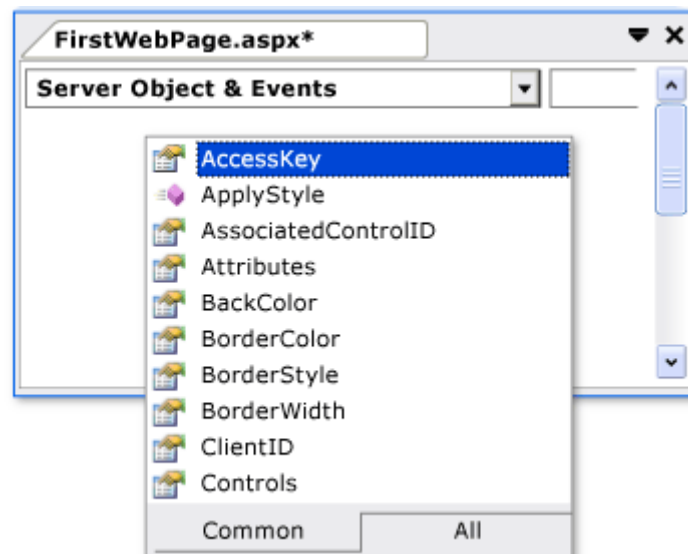 FirstWebPage.aspx*
Server Object & Events
AccessKey
ApplyStyle
AssociatedControlID
Attributes
BackColor
BorderColor
BorderStyle
BorderWidth
ClientID
Controls
Common All